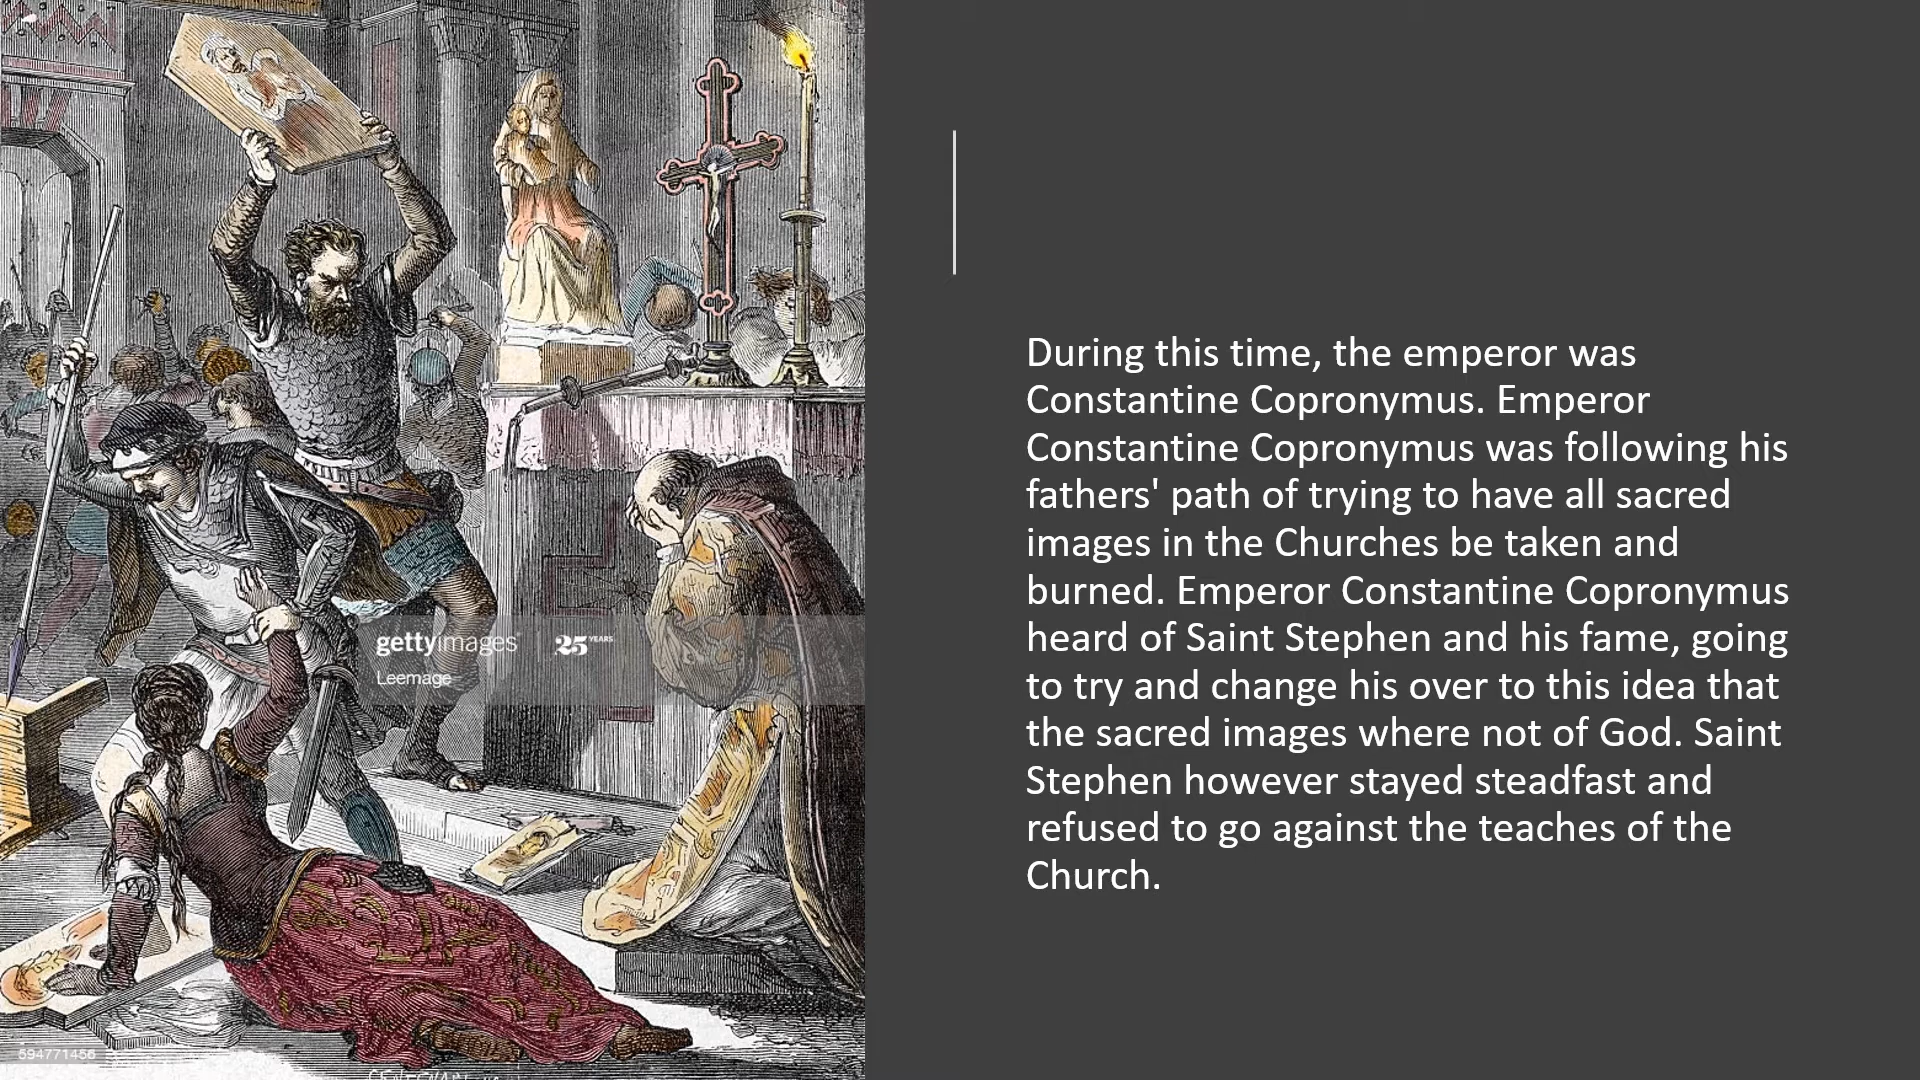 gettyimages®
25 YEARS
Leemage
594771456
During this time, the emperor was
Constantine Copronymus. Emperor
Constantine Copronymus was following his
fathers' path of trying to have all sacred
images in the Churches be taken and
burned. Emperor Constantine Copronymus
heard of Saint Stephen and his fame, going
to try and change his over to this idea that
the sacred images where not of God. Saint
Stephen however stayed steadfast and
refused to go against the teaches of the
Church.